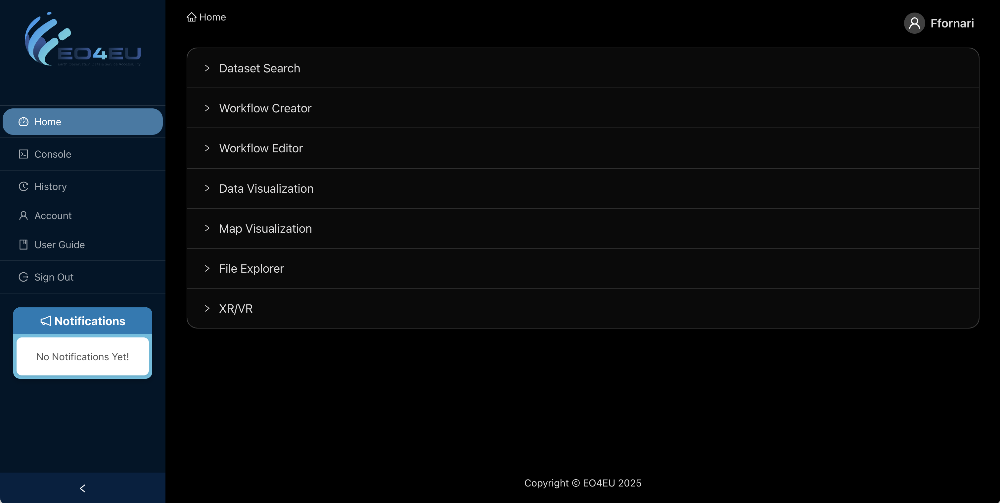 EO4EU
Earth Observation Data & Service Accessibility
Home
Console
History
Account
User Guide
Sign Out
Notifications
No Notifications Yet!
Home
Ffornari
Dataset Search
Workflow Creator
Workflow Editor
Data Visualization
Map Visualization
File Explorer
XR/VR
Copyright © EO4EU 2025